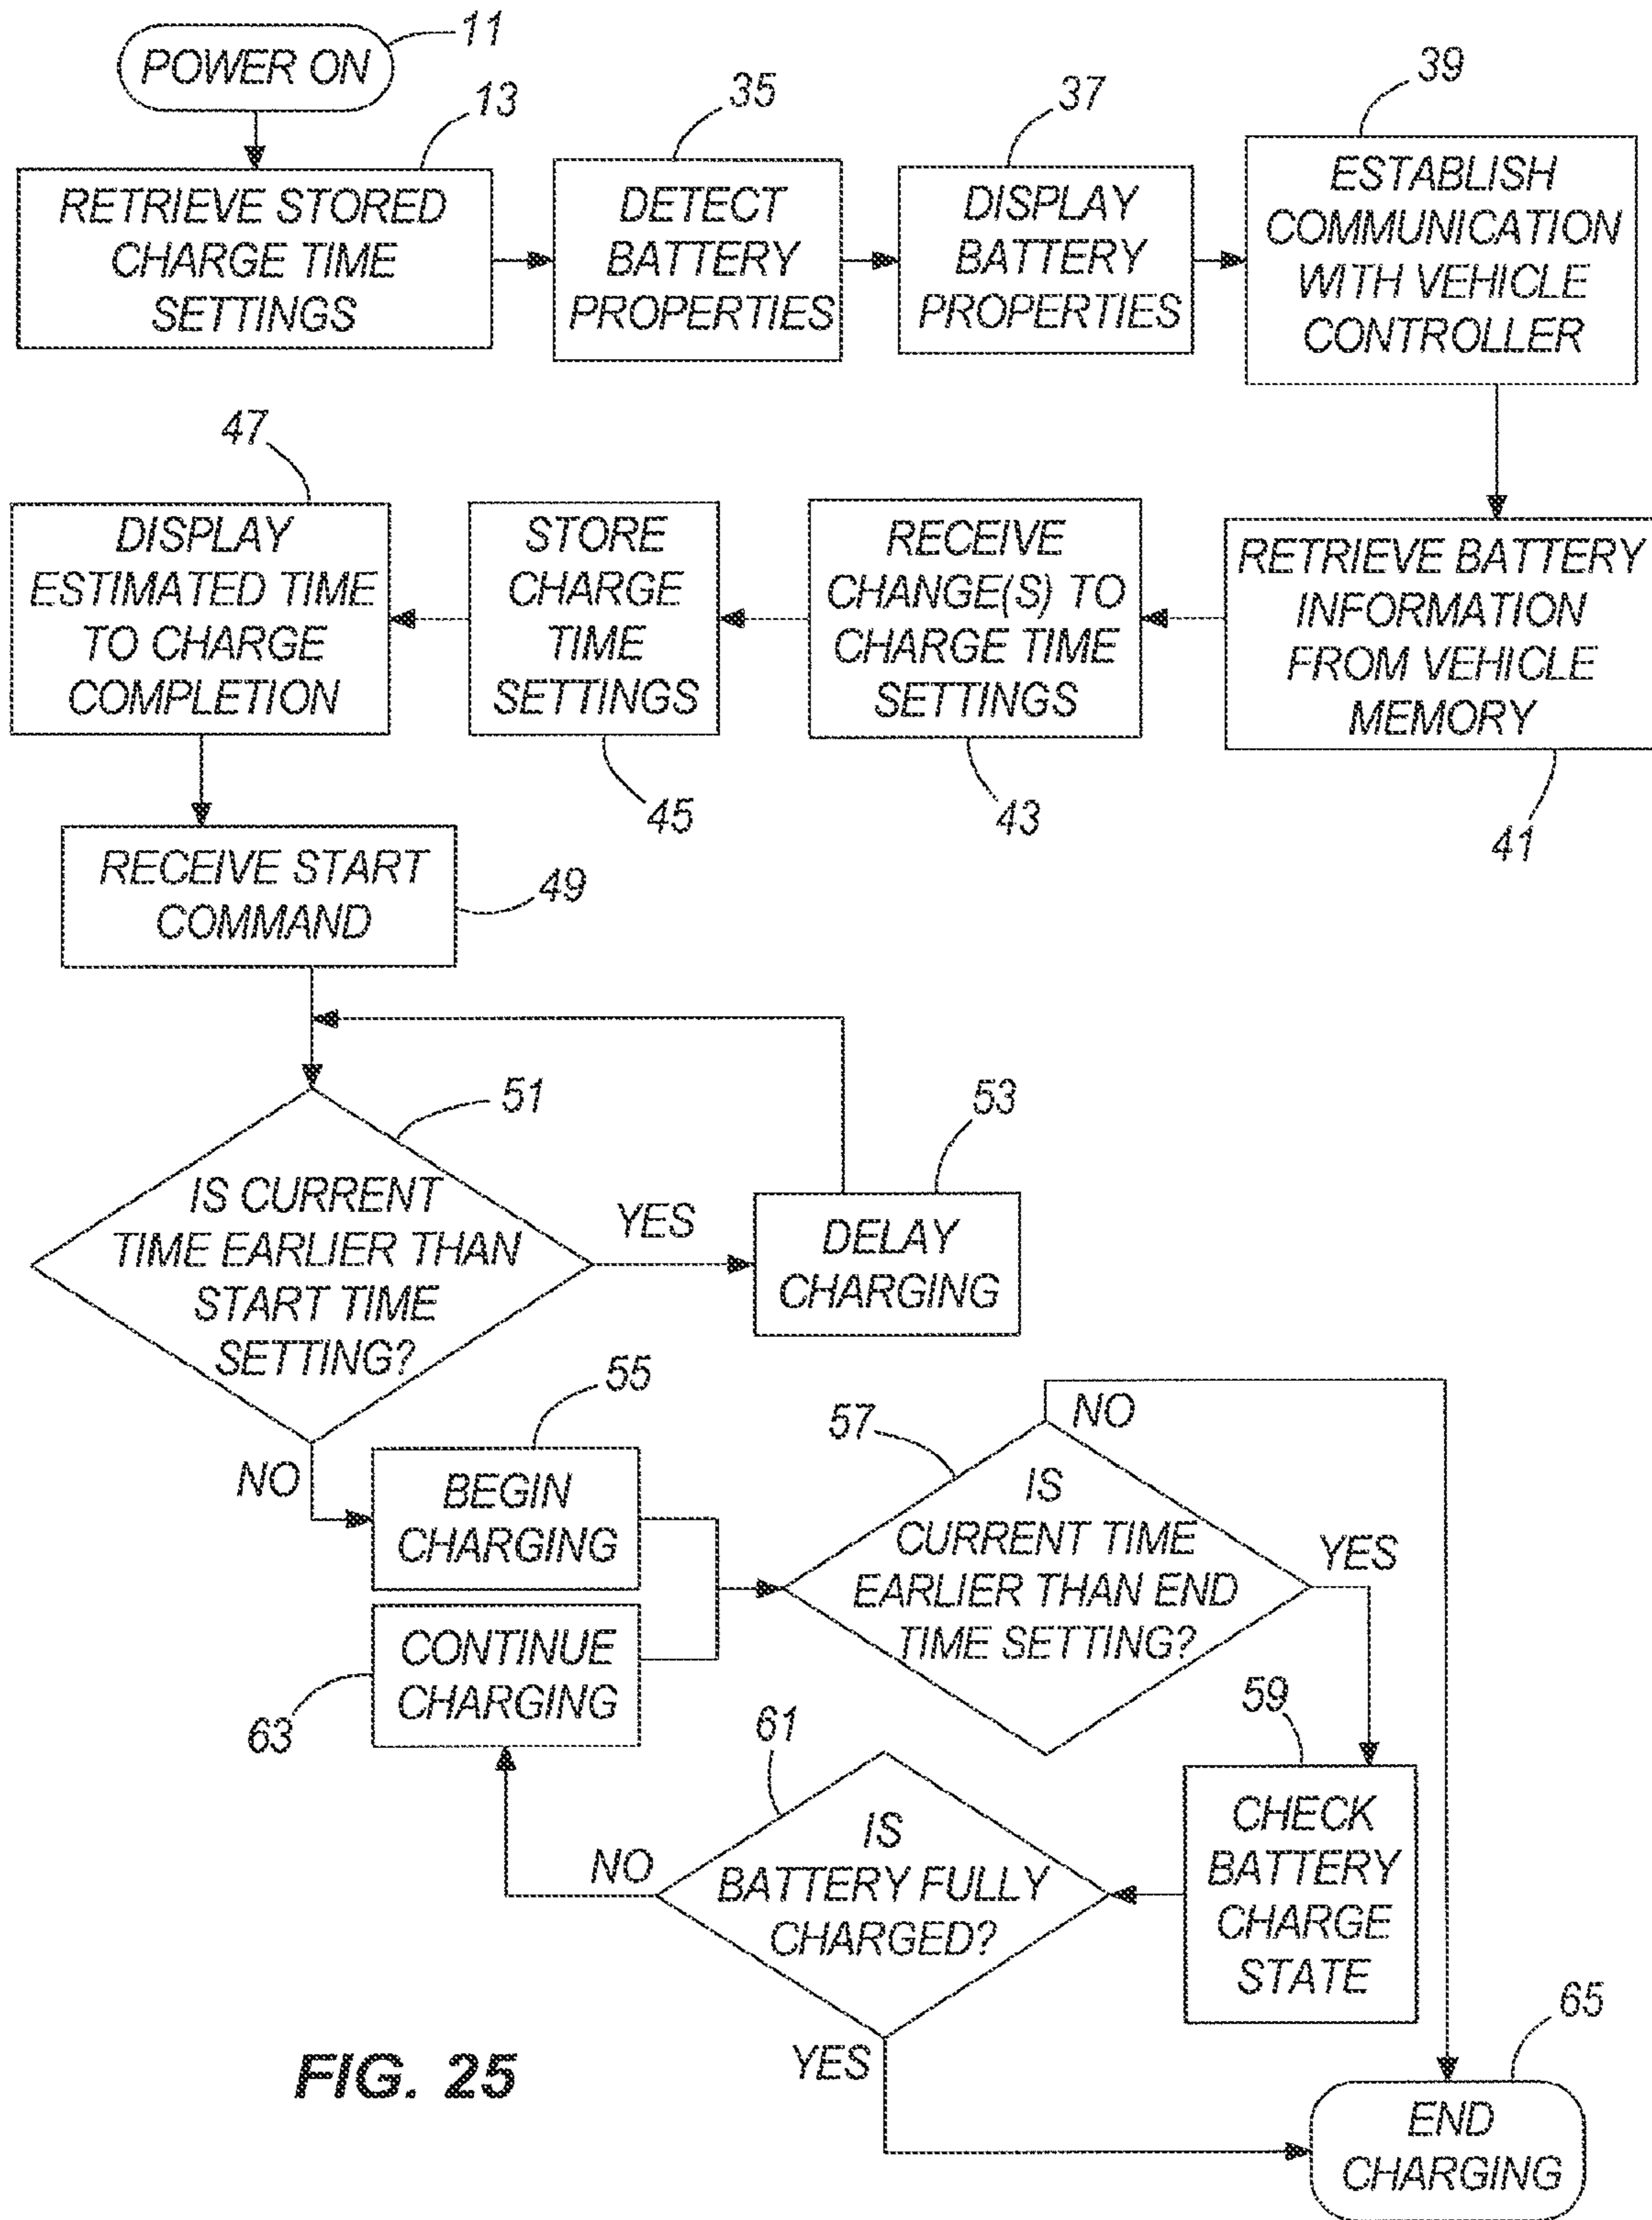 POWER ON
11
13
RETRIEVE STORED
CHARGE TIME
SETTINGS
35
DETECT
BATTERY
PROPERTIES
37
DISPLAY
BATTERY
PROPERTIES
39
ESTABLISH
COMMUNICATION
WITH VEHICLE
CONTROLLER
RETRIEVE BATTERY
INFORMATION
FROM VEHICLE
MEMORY
41
RECEIVE
CHANGE(S) TO
CHARGE TIME
SETTINGS
43
STORE
CHARGE
TIME
SETTINGS
45
47
DISPLAY
ESTIMATED TIME
TO CHARGE
COMPLETION
RECEIVE START
COMMAND
49
51
IS CURRENT
TIME EARLIER THAN
START TIME
SETTING?
YES
53
DELAY
CHARGING
NO
55
BEGIN
CHARGING
CONTINUE
CHARGING
63
57
NO
IS
CURRENT TIME
EARLIER THAN END
TIME SETTING?
YES
59
CHECK
BATTERY
CHARGE
STATE
61
IS
BATTERY FULLY
CHARGED?
NO
YES
65
END
CHARGING
FIG. 25